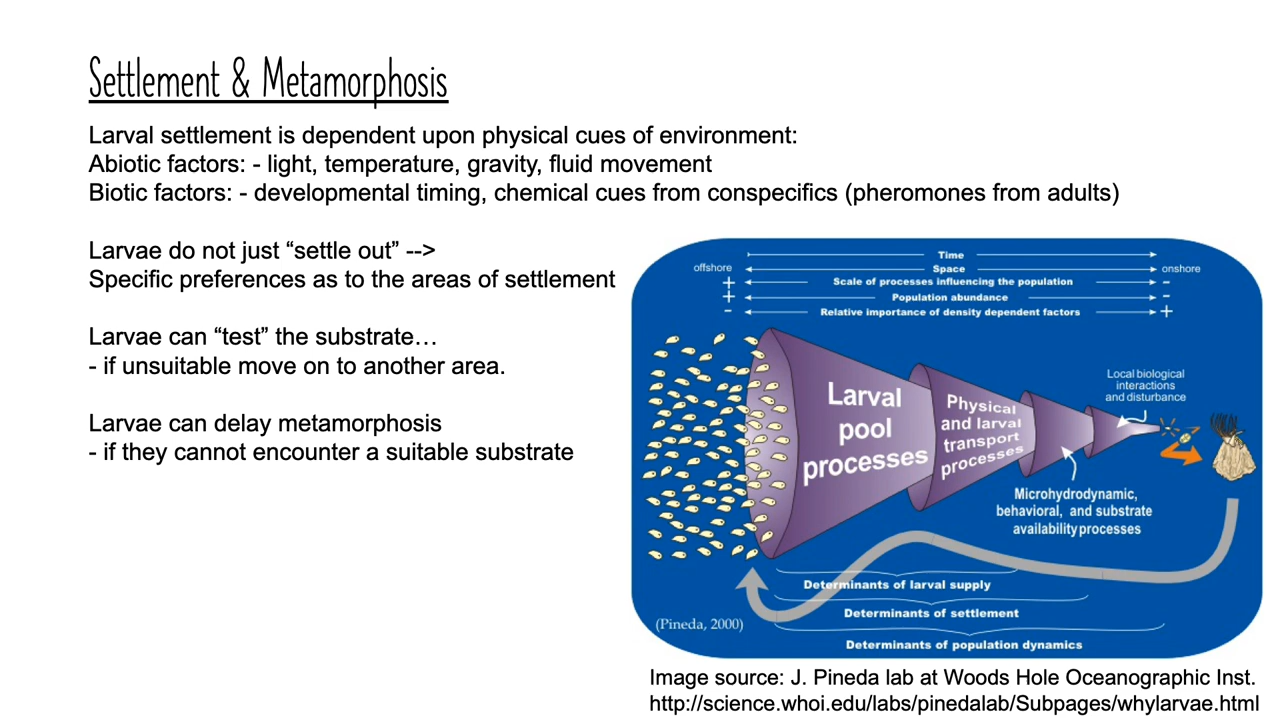 Settlement & Metamorphosis
Larval settlement is dependent upon physical cues of environment:
Abiotic factors: - light, temperature, gravity, fluid movement
Biotic factors: - developmental timing, chemical cues from conspecifics (pheromones from adults)
Larvae do not just “settle out” -->
Specific preferences as to the areas of settlement
Larvae can “test” the substrate…
- if unsuitable move on to another area.
Larvae can delay metamorphosis
- if they cannot encounter a suitable substrate
Time
offshore Space onshore
+ Scale of processes influencing the population -
+ Population abundance -
- Relative importance of density dependent factors +
Larval
pool
processes
Physical
and larval
transport
processes
Local biological
interactions
and disturbance
Microhydrodynamic,
behavioral, and substrate
availability processes
Determinants of larval supply
Determinants of settlement
(Pineda, 2000)
Determinants of population dynamics
Image source: J. Pineda lab at Woods Hole Oceanographic Inst.
http://science.whoi.edu/labs/pinedalab/Subpages/whylarvae.html